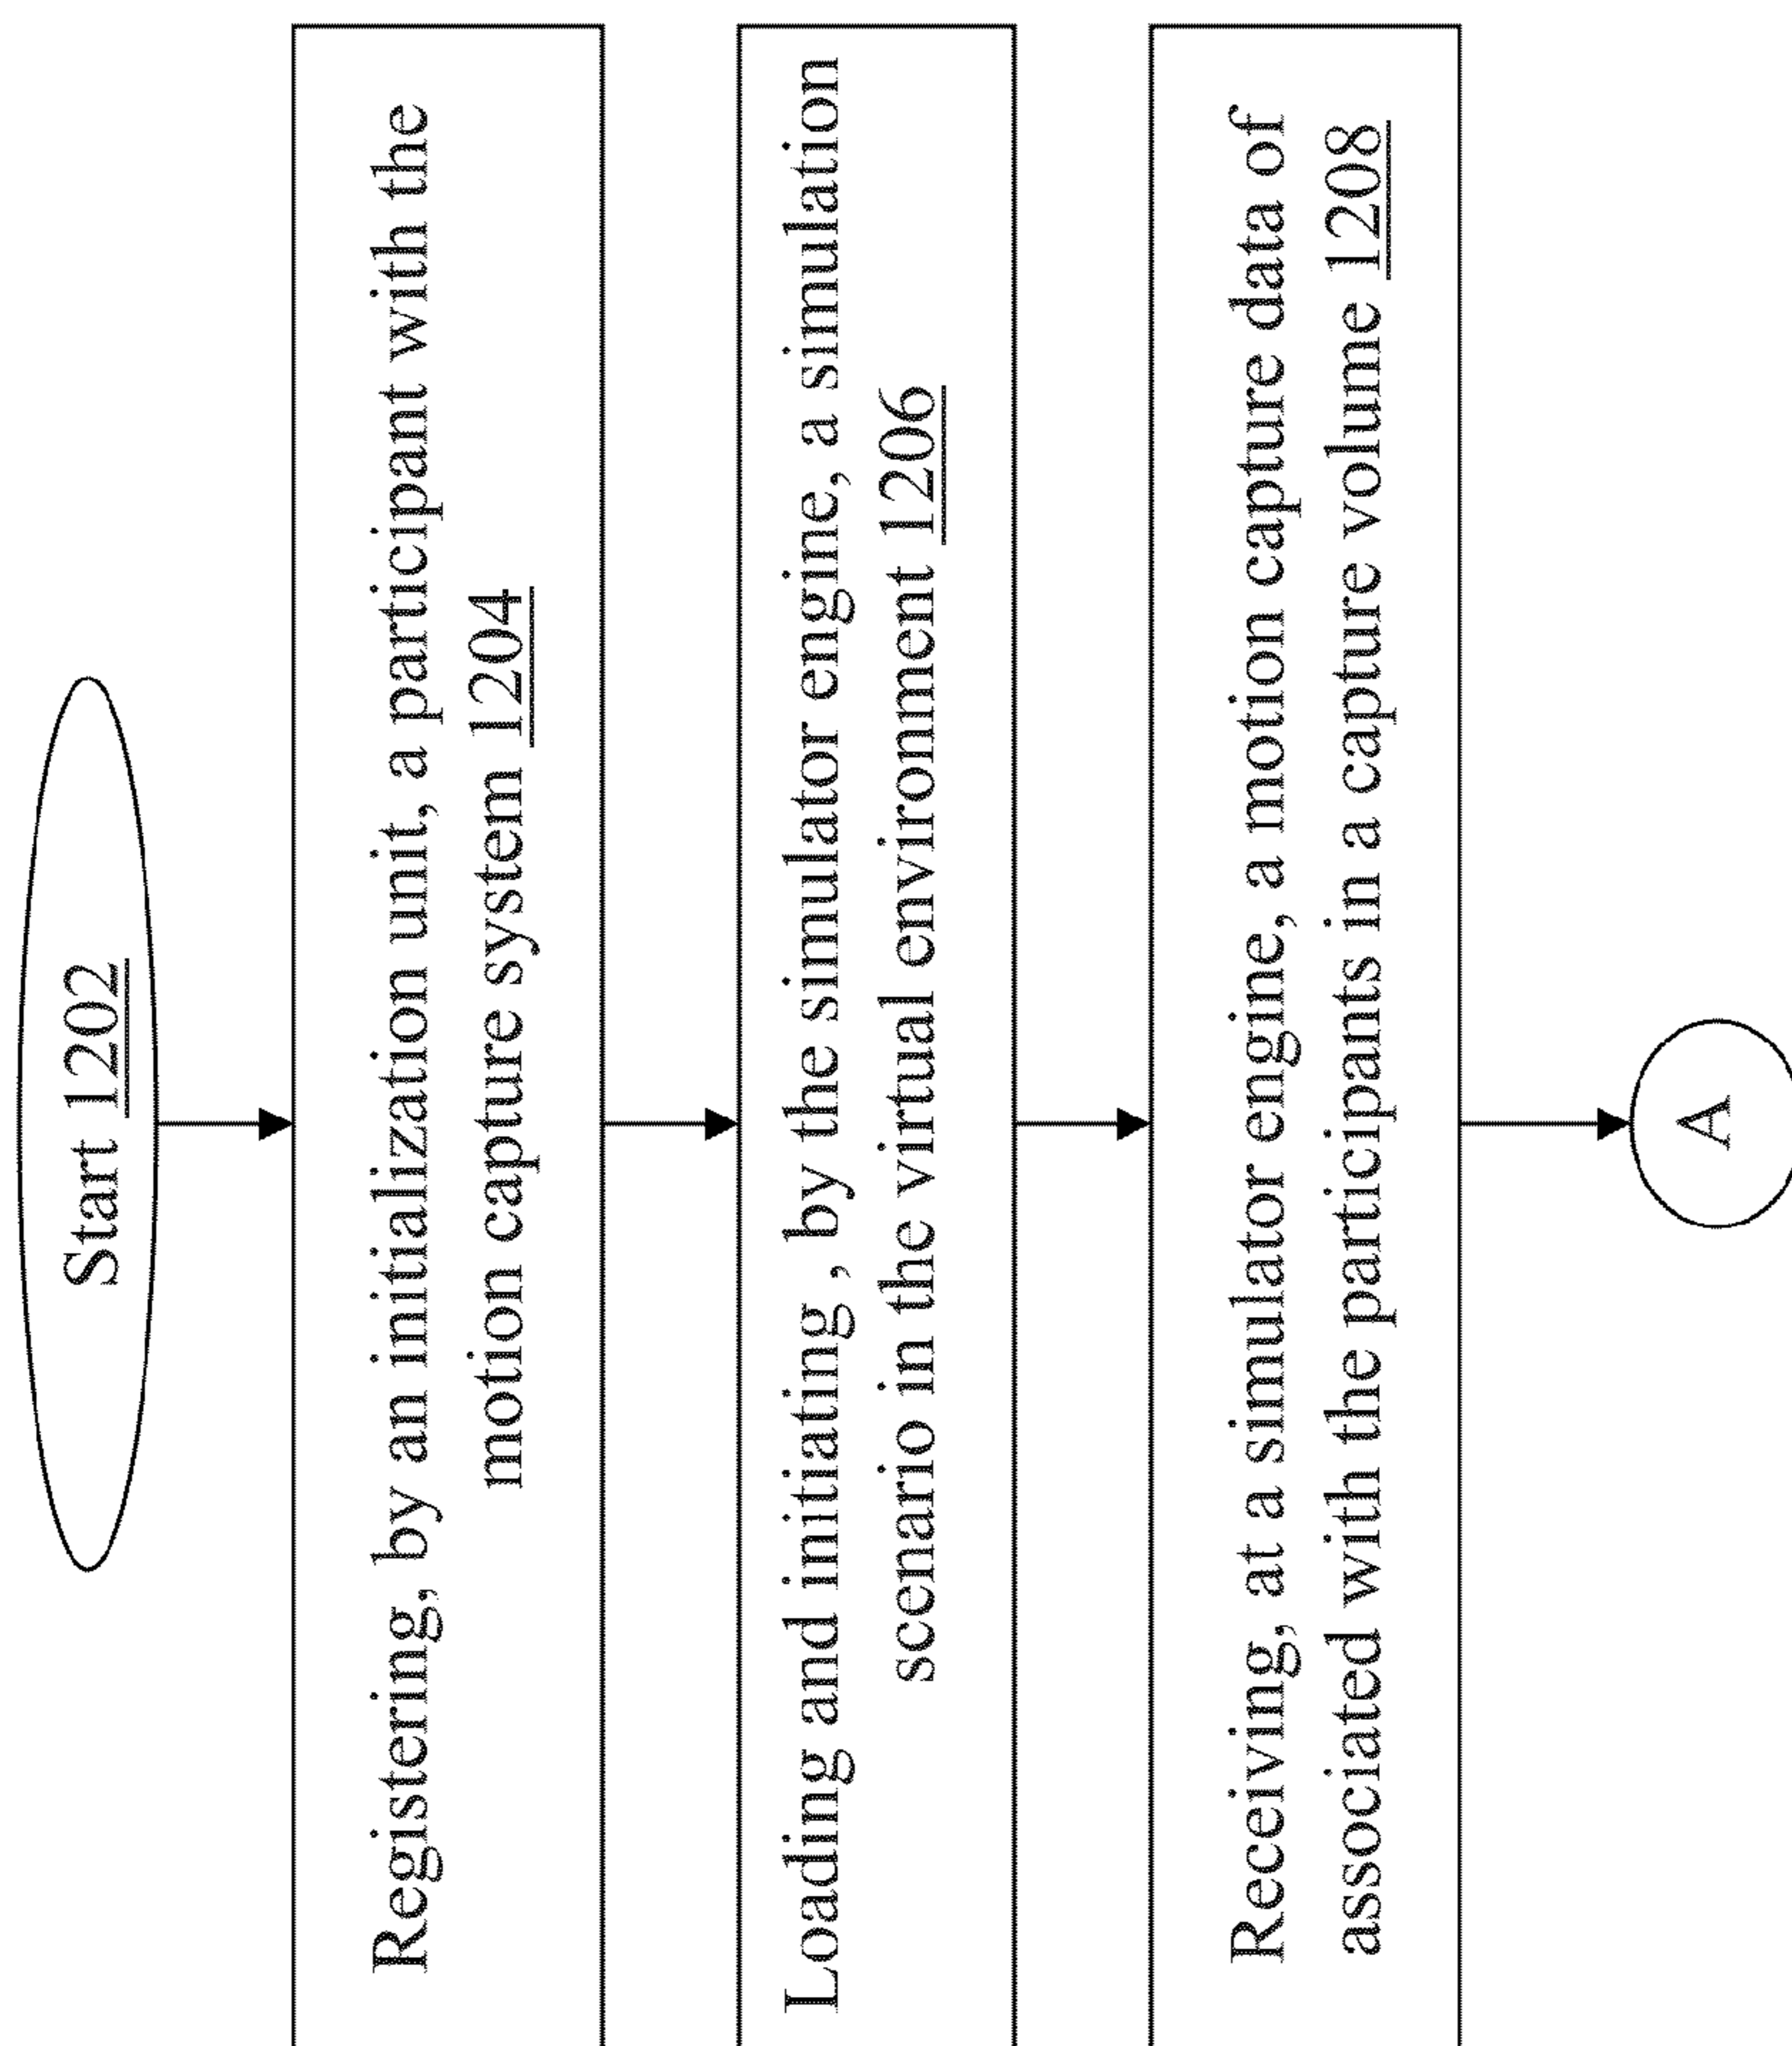 Start 1202
Registering, by an initialization unit, a participant with the
motion capture system 1204
Loading and initiating , by the simulator engine, a simulation
scenario in the virtual environment 1206
Receiving, at a simulator engine, a motion capture data of
associated with the participants in a capture volume 1208
A